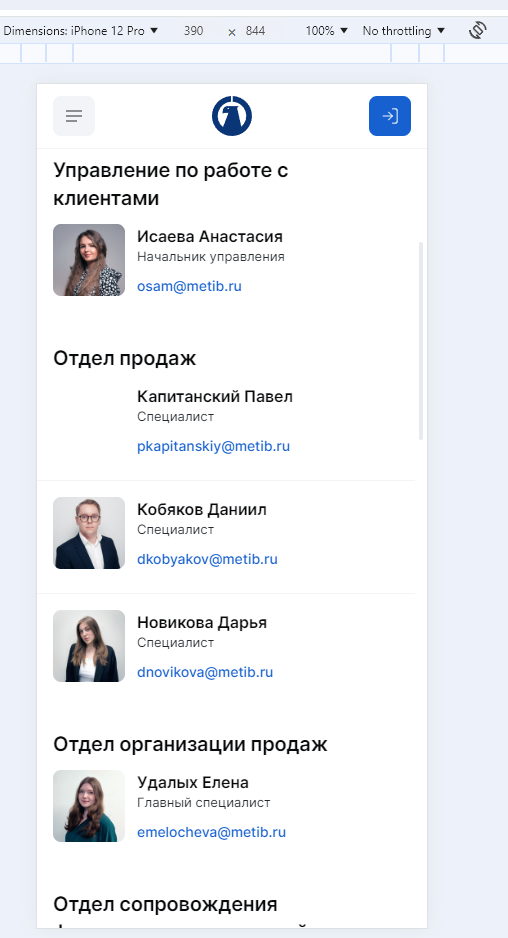 Dimensions: iPhone 12 Pro ▼ 390 × 844 100% ▼ No throttling ▼
Управление по работе с
клиентами
Исаева Анастасия
Начальник управления
osam@metib.ru
Отдел продаж
Капитанский Павел
Специалист
pkapitanskiy@metib.ru
Кобяков Даниил
Специалист
dkobyakov@metib.ru
Новикова Дарья
Специалист
dnovikova@metib.ru
Отдел организации продаж
Удалых Елена
Главный специалист
emelocheva@metib.ru
Отдел сопровождения